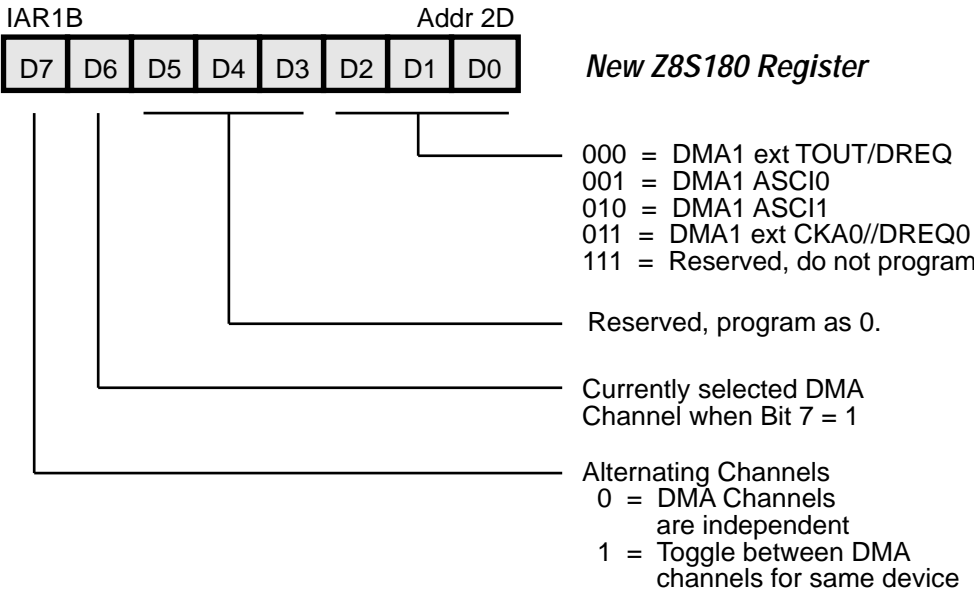 IAR1B Addr 2D
D7 D6 D5 D4 D3 D2 D1 D0
New Z8S180 Register
000 = DMA1 ext TOUT/DREQ
001 = DMA1 ASCI0
010 = DMA1 ASCI1
011 = DMA1 ext CKA0//DREQ0
111 = Reserved, do not program
Reserved, program as 0.
Currently selected DMA
Channel when Bit 7 = 1
Alternating Channels
0 = DMA Channels
are independent
1 = Toggle between DMA
channels for same device